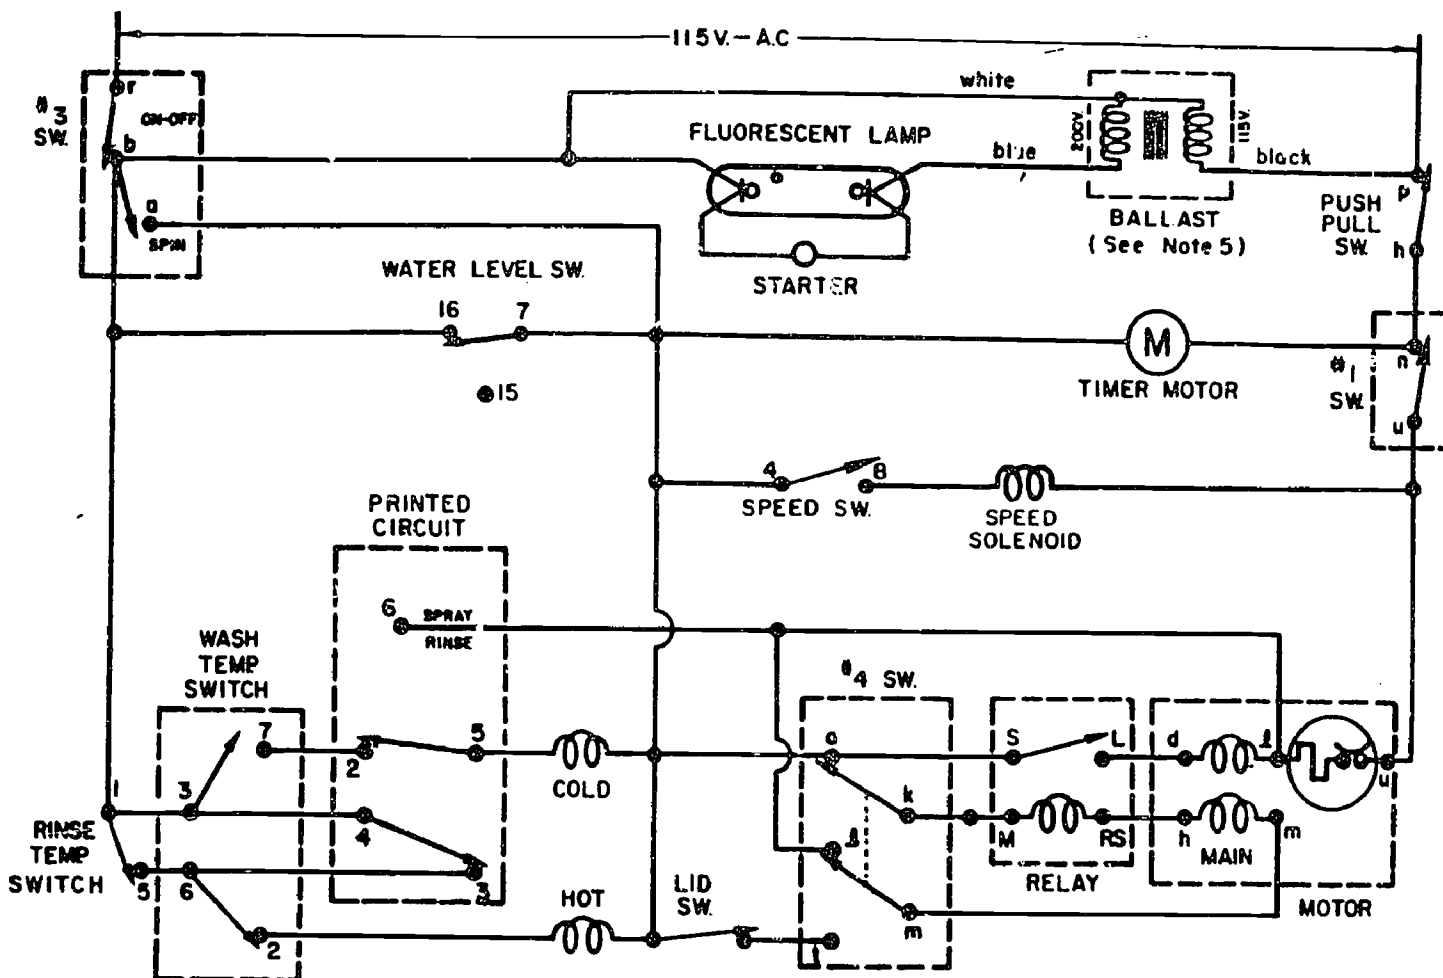 115V.-A.C
#3 SW.
r
ON-OFF
b
a
SPIN
white
FLUORESCENT LAMP
blue
200V.
115V.
black
BALLAST
(See Note 5)
STARTER
p
PUSH
PULL
SW.
h
WATER LEVEL SW.
16
7
15
M
TIMER MOTOR
n
#1
SW.
u
4
8
SPEED SW.
SPEED
SOLENOID
PRINTED
CIRCUIT
6
SPRAY
RINSE
WASH
TEMP
SWITCH
#4 SW.
7
2
5
COLD
S
L
d
l
u
1
3
4
k
M
RS
h
MAIN
m
RINSE
TEMP
SWITCH
5
6
3
RELAY
MOTOR
HOT
LID
SW.
m
2